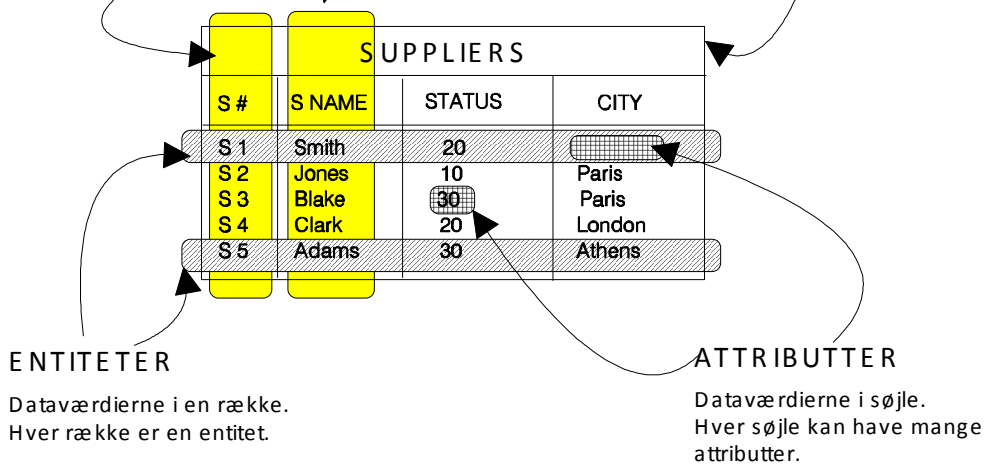 SUPPLIERS
S # S NAME STATUS CITY
S 1 Smith 20
S 2 Jones 10 Paris
S 3 Blake 30 Paris
S 4 Clark 20 London
S 5 Adams 30 Athens
ENTITETER
Dataværdierne i en række.
Hver række er en entitet.
ATTRIBUTTER
Dataværdierne i søjle.
Hver søjle kan have mange
attributter.